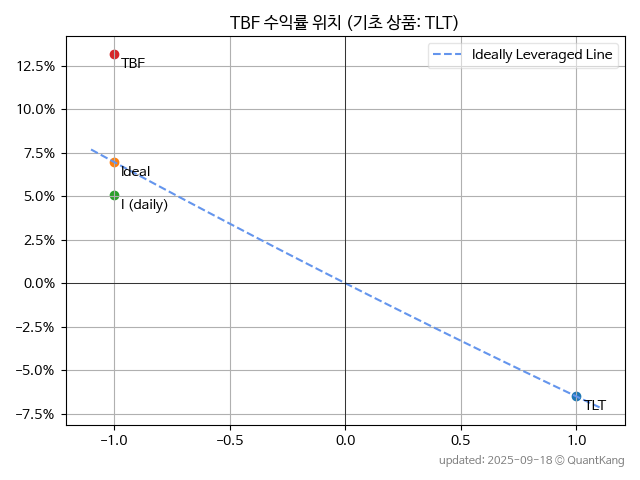 TBF 수익률 위치 (기초 상품: TLT)
Ideally Leveraged Line
12.5%
10.0%
7.5%
5.0%
2.5%
0.0%
−2.5%
−5.0%
−7.5%
TBF
Ideal
I (daily)
TLT
−1.0
−0.5
0.0
0.5
1.0
updated: 2025-09-18 © QuantKang